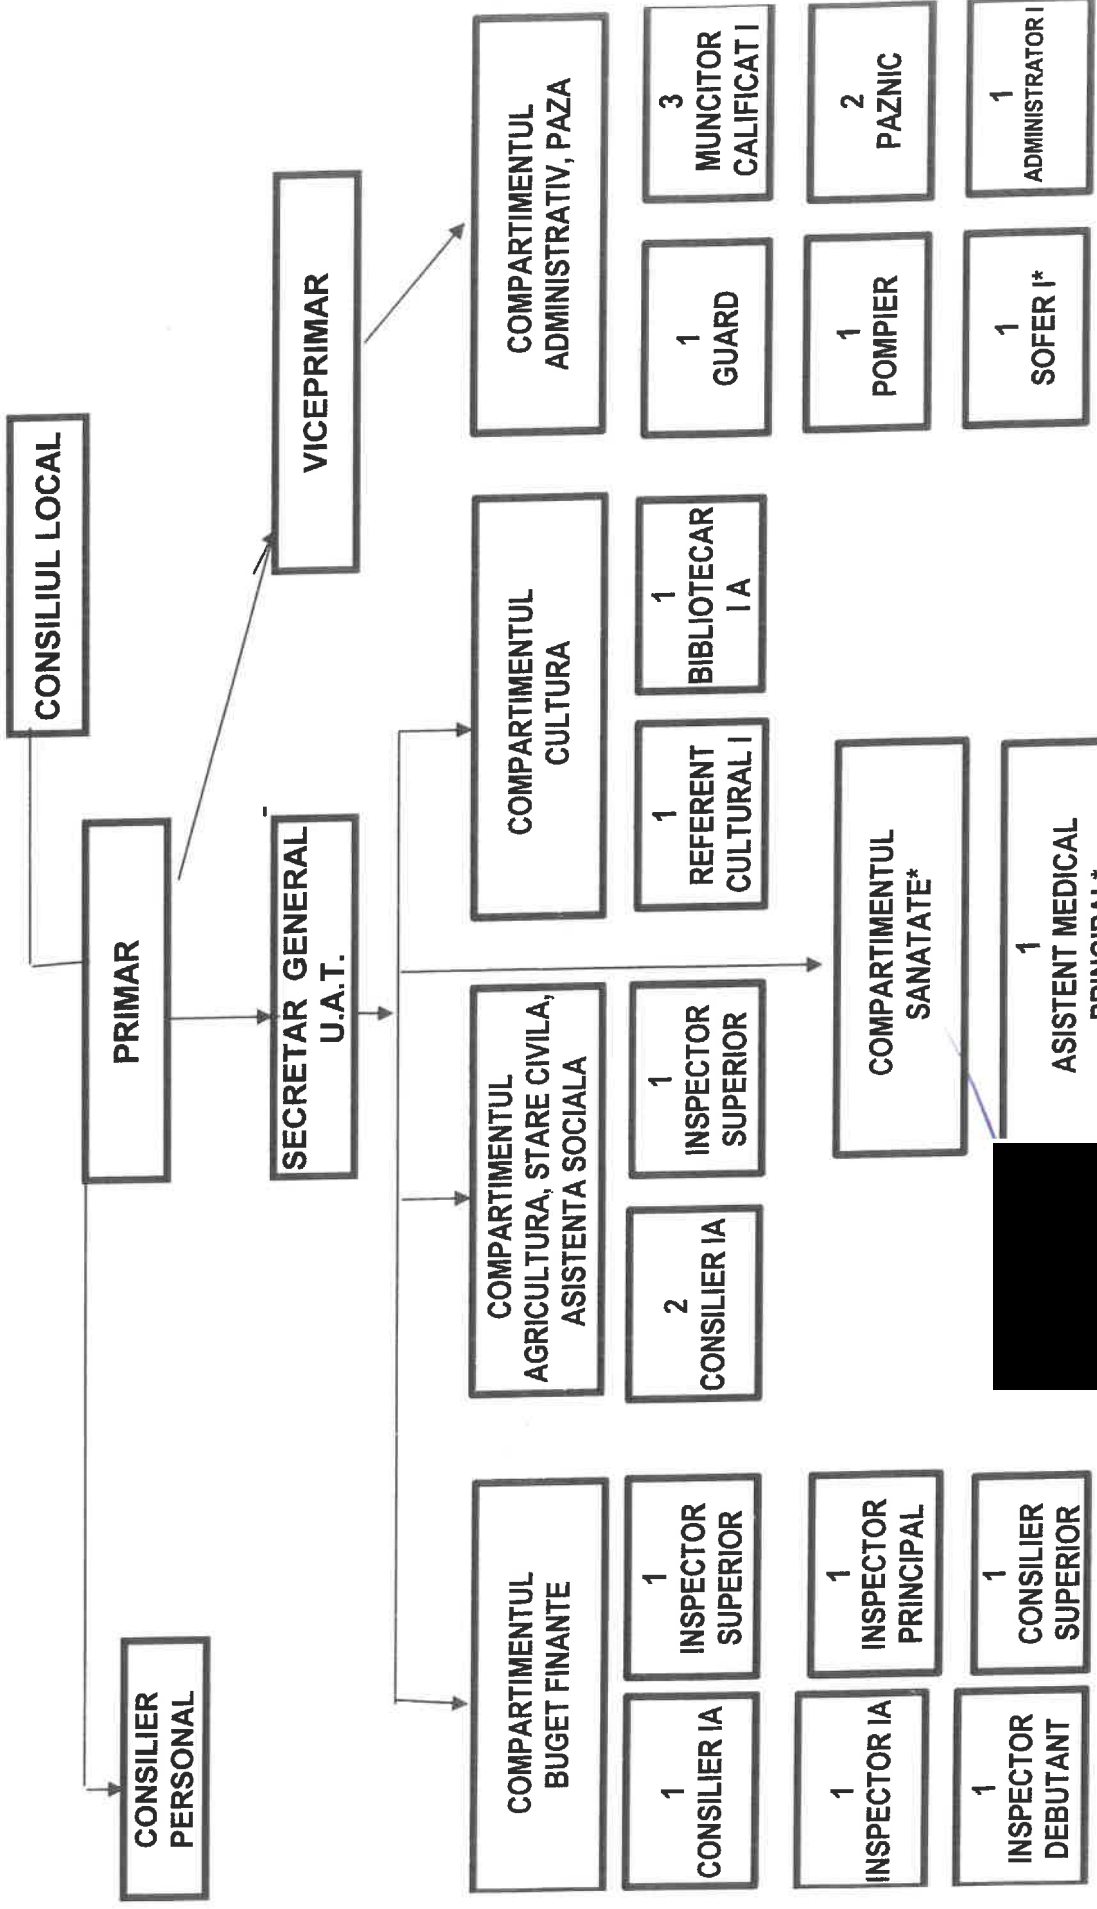 CONSILIUL LOCAL
PRIMAR
CONSILIER
PERSONAL
VICEPRIMAR
SECRETAR GENERAL
U.A.T.
COMPARTIMENTUL
BUGET FINANTE
COMPARTIMENTUL
AGRICULTURA, STARE CIVILA,
ASISTENTA SOCIALA
COMPARTIMENTUL
CULTURA
COMPARTIMENTUL
ADMINISTRATIV, PAZA
1
CONSILIER IA
1
INSPECTOR
SUPERIOR
2
CONSILIER IA
1
INSPECTOR
SUPERIOR
1
REFERENT
CULTURAL I
1
BIBLIOTECAR
I A
1
GUARD
3
MUNCITOR
CALIFICAT I
1
INSPECTOR IA
1
INSPECTOR
PRINCIPAL
COMPARTIMENTUL
SANATATE*
1
POMPIER
2
PAZNIC
1
INSPECTOR
DEBUTANT
1
CONSILIER
SUPERIOR
1
ASISTENT MEDICAL
1
SOFER I*
1
ADMINISTRATOR I